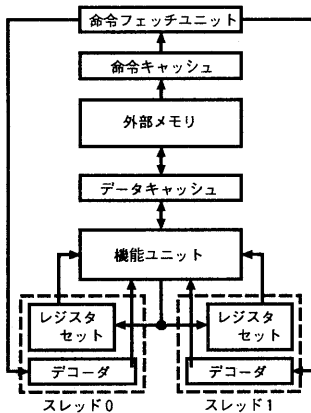 命令フェッチユニット
命令キャッシュ
外部メモリ
データキャッシュ
機能ユニット
レジスタ
セット
レジスタ
セット
デコーダ
デコーダ
スレッド0
スレッド1